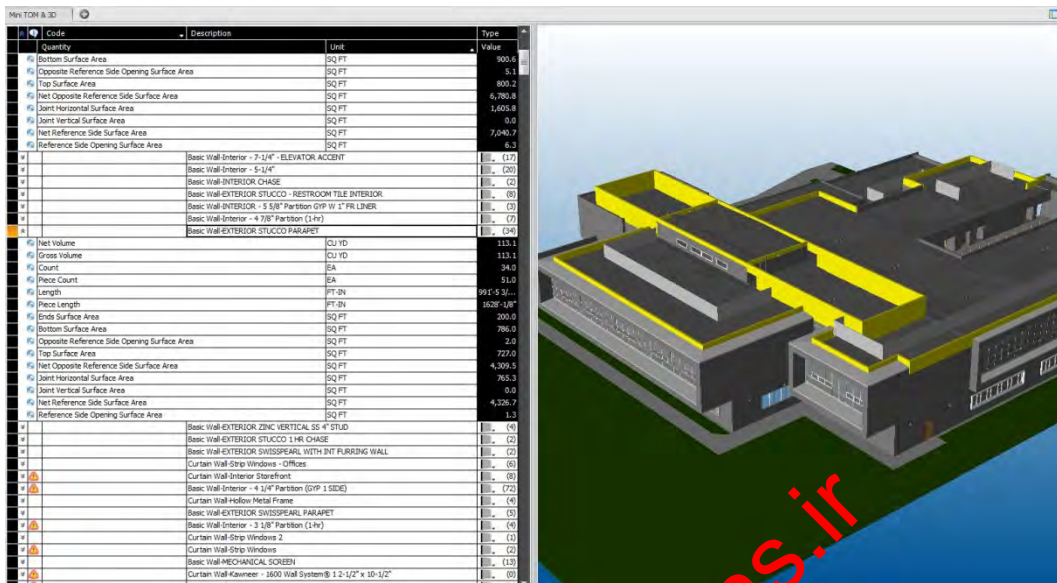 Mini TOM & 3D
Code Description Type
Quantity Unit Value
Bottom Surface Area SQ FT 900.6
Opposite Reference Side Opening Surface Area SQ FT 5.1
Top Surface Area SQ FT 800.2
Net Opposite Reference Side Surface Area SQ FT 6,780.8
Joint Horizontal Surface Area SQ FT 1,605.8
Joint Vertical Surface Area SQ FT 0.0
Net Reference Side Surface Area SQ FT 7,040.7
Reference Side Opening Surface Area SQ FT 6.3
Basic Wall-Interior - 7-1/4" - ELEVATOR ACCENT (17)
Basic Wall-Interior - 5-1/4" (20)
Basic Wall-INTERIOR CHASE (2)
Basic Wall-EXTERIOR STUCCO - RESTROOM TILE INTERIOR (8)
Basic Wall-INTERIOR - 5 5/8" Partition GYP W 1" FR LINER (3)
Basic Wall-Interior - 4 7/8" Partition (1-hr) (7)
Basic Wall-EXTERIOR STUCCO PARAPET (34)
Net Volume CU YD 113.1
Gross Volume CU YD 113.1
Count EA 34.0
Piece Count EA 51.0
Length FT-IN 991'-5 3/...
Piece Length FT-IN 1628'-1/8"
Ends Surface Area SQ FT 200.0
Bottom Surface Area SQ FT 786.0
Opposite Reference Side Opening Surface Area SQ FT 2.0
Top Surface Area SQ FT 727.0
Net Opposite Reference Side Surface Area SQ FT 4,309.5
Joint Horizontal Surface Area SQ FT 765.3
Joint Vertical Surface Area SQ FT 0.0
Net Reference Side Surface Area SQ FT 4,326.7
Reference Side Opening Surface Area SQ FT 1.3
Basic Wall-EXTERIOR ZINC VERTICAL SS 4" STUD (4)
Basic Wall-EXTERIOR STUCCO 1 HR CHASE (2)
Basic Wall-EXTERIOR SWISSPEARL WITH INT FURRING WALL (2)
Curtain Wall-Strip Windows - Offices (6)
Curtain Wall-Interior Storefront (8)
Basic Wall-Interior - 4 1/4" Partition (GYP 1 SIDE) (72)
Curtain Wall-Hollow Metal Frame (4)
Basic Wall-EXTERIOR SWISSPEARL PARAPET (5)
Basic Wall-Interior - 3 1/8" Partition (1-hr) (4)
Curtain Wall-Strip Windows 2 (1)
Curtain Wall-Strip Windows (2)
Basic Wall-MECHANICAL SCREEN (13)
Curtain Wall-Kawneer - 1600 Wall System® 1 2-1/2" x 10-1/2" (0)
s.ir